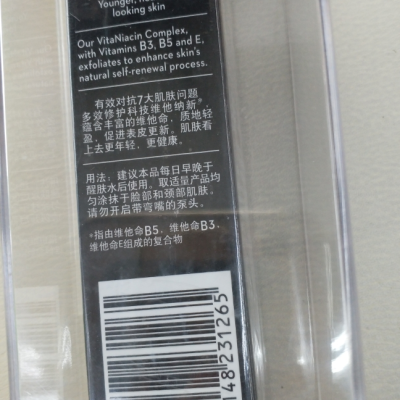 Younger,
looking skin
Our VitaNiacin Complex,
with Vitamins B3, B5 and E,
exfoliates to enhance skin's
natural self-renewal process.
有效对抗7大肌肤问题。
多效修护科技维他纳新*
蕴含丰富的维他命，质地轻
盈，促进表皮更新。肌肤看
上去更年轻，更健康。
用法：建议本品每日早晚于
醒肤水后使用，取适量产品均
匀涂抹于脸部和颈部肌肤。
请勿开启带弯嘴的泵头。
*指由维他命B5、维他命B3、
维他命E组成的复合物
148231265